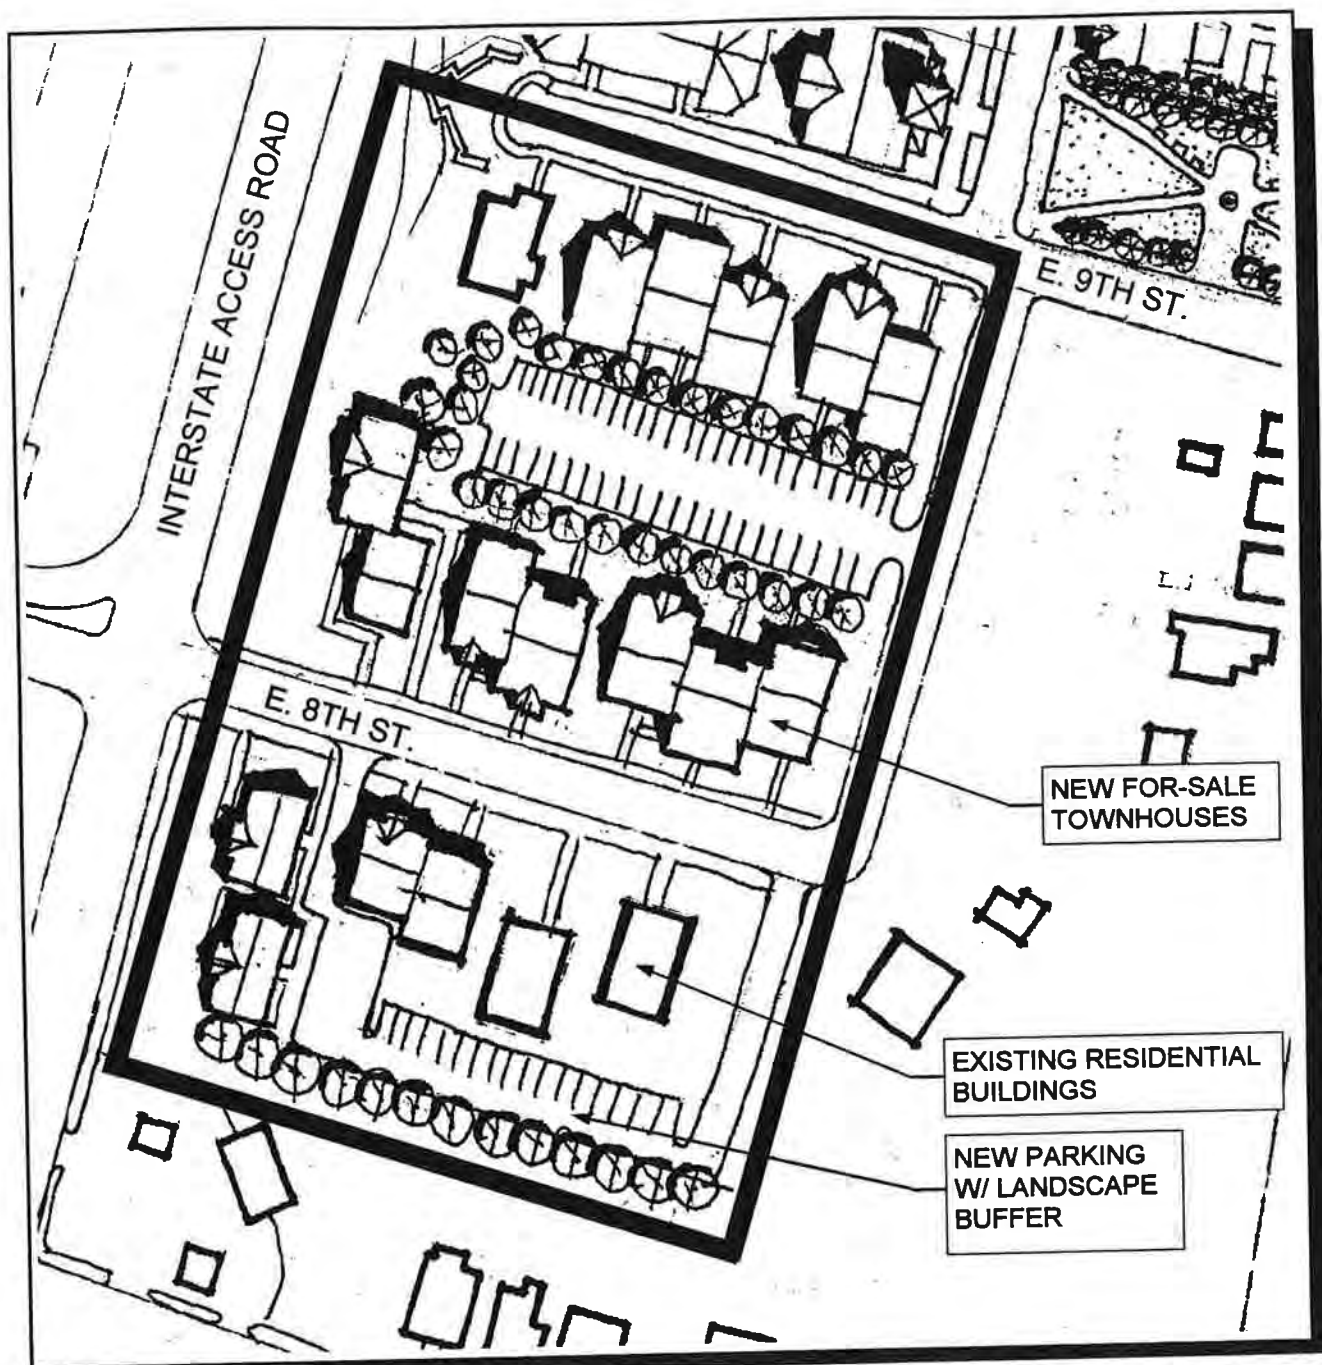 INTERSTATE ACCESS ROAD
E. 9TH ST.
E. 8TH ST.
NEW FOR-SALE
TOWNHOUSES
EXISTING RESIDENTIAL
BUILDINGS
NEW PARKING
W/ LANDSCAPE
BUFFER